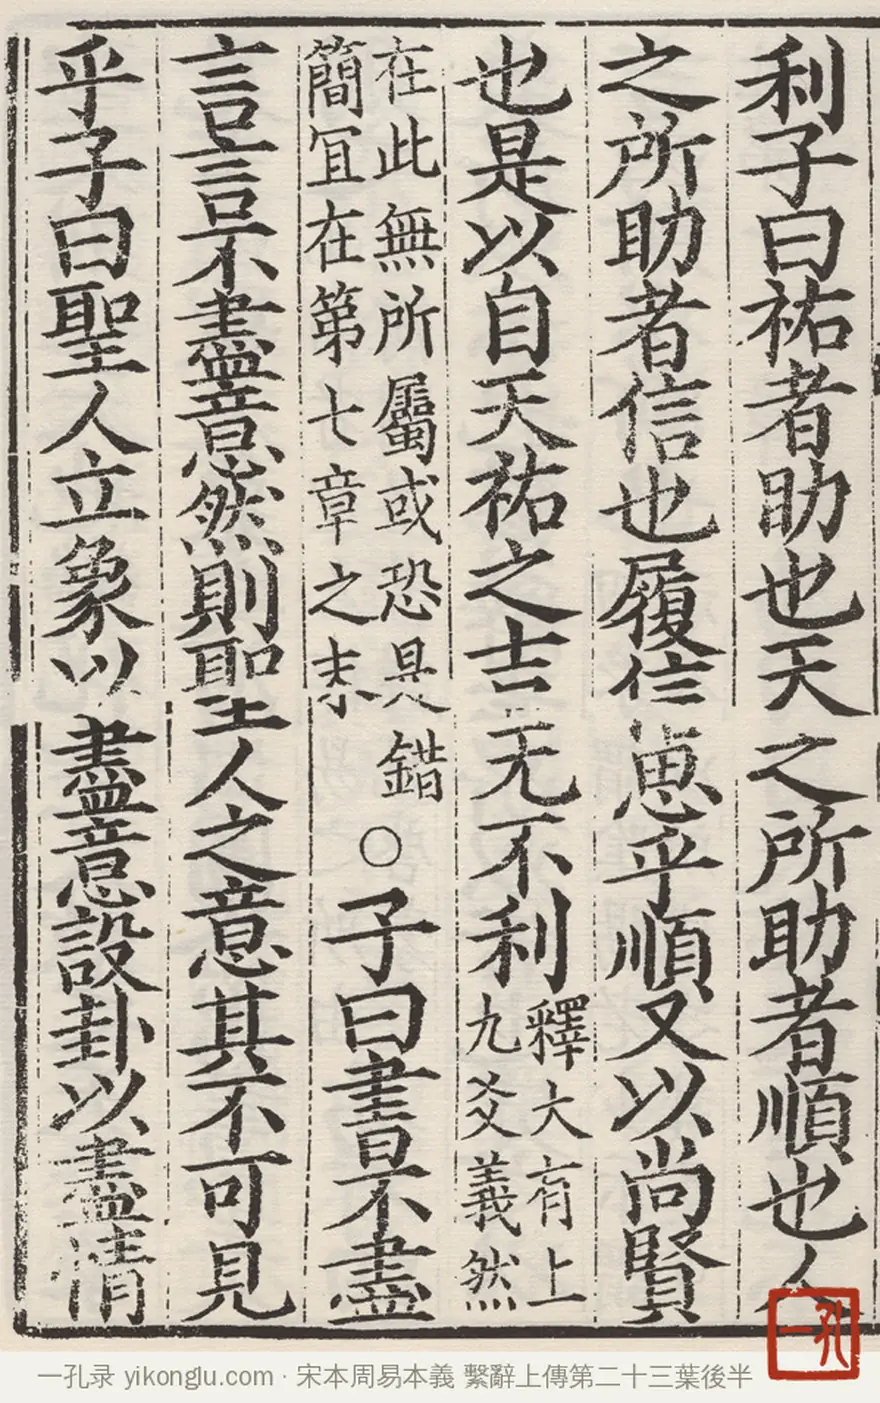 利子曰祐者助也天之所助者順也人
之所助者信也履信思乎順又以尚賢
也是以自天祐之吉无不利釋大有上九爻義然
在此無所屬或恐是錯簡冝在第七章之末○子曰書不盡
言言不盡意然則聖人之意其不可見
乎子曰聖人立象以盡意設卦以盡情
一孔
一孔录 yikonglu.com · 宋本周易本義 繫辭上傳第二十三葉後半